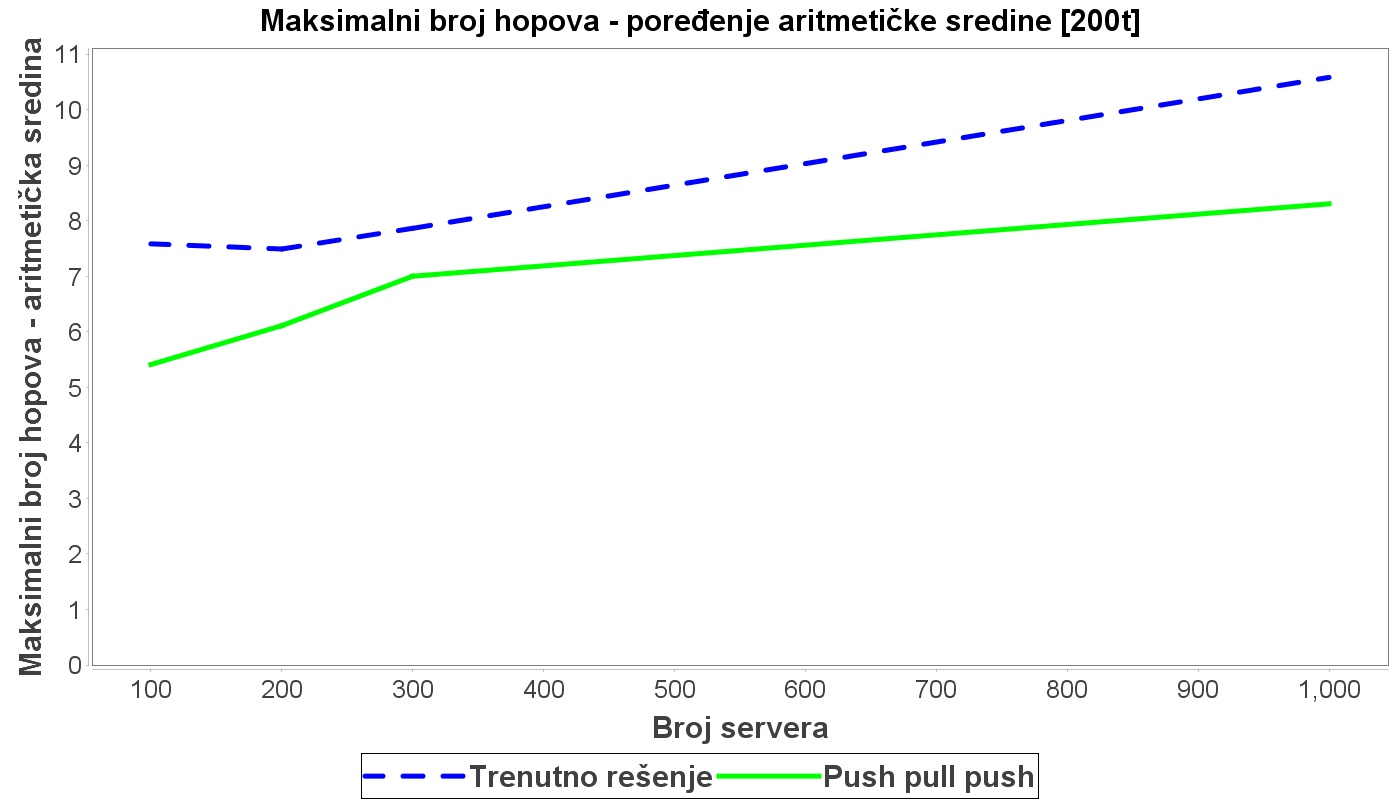 Maksimalni broj hopova - poređenje aritmetičke sredine [200t]
Maksimalni broj hopova - aritmetička sredina
11
10
9
8
7
6
5
4
3
2
1
0
100 200 300 400 500 600 700 800 900 1,000
Broj servera
Trenutno rešenje Push pull push